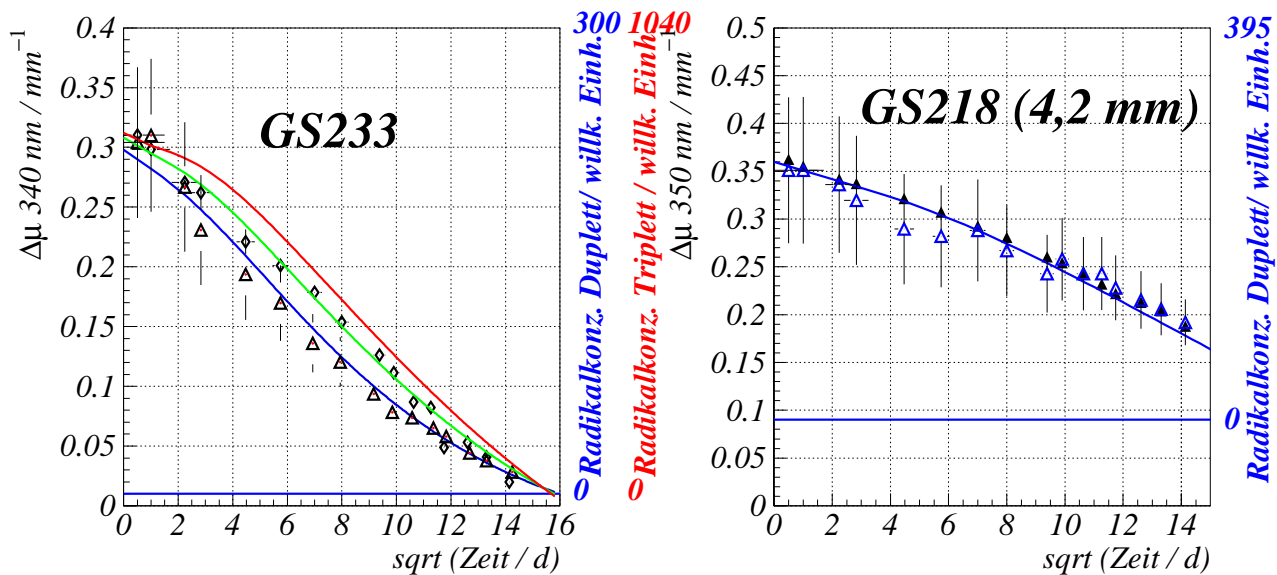 Δμ 340 nm / mm⁻¹
0.4
0.35
0.3
0.25
0.2
0.15
0.1
0.05
0
GS233
0 2 4 6 8 10 12 14 16
sqrt (Zeit / d)
300
Radikalkonz. Duplett/ willk. Einh.
0
1040
Radikalkonz. Triplett / willk. Einh.
0
Δμ 350 nm / mm⁻¹
0.5
0.45
0.4
0.35
0.3
0.25
0.2
0.15
0.1
0.05
0
GS218 (4,2 mm)
0 2 4 6 8 10 12 14
sqrt (Zeit / d)
395
Radikalkonz. Duplett/ willk. Einh.
0